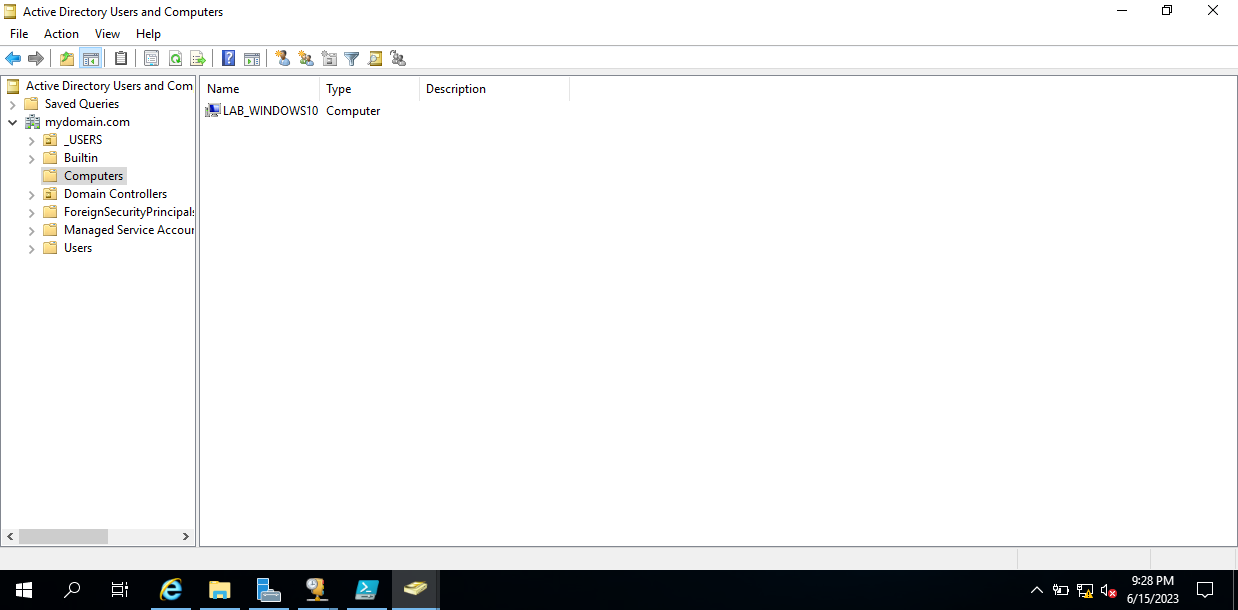 Active Directory Users and Computers
File Action View Help
Active Directory Users and Com
Saved Queries
mydomain.com
_USERS
Builtin
Computers
Domain Controllers
ForeignSecurityPrincipals
Managed Service Accour
Users
Name Type Description
LAB_WINDOWS10 Computer
9:28 PM
6/15/2023